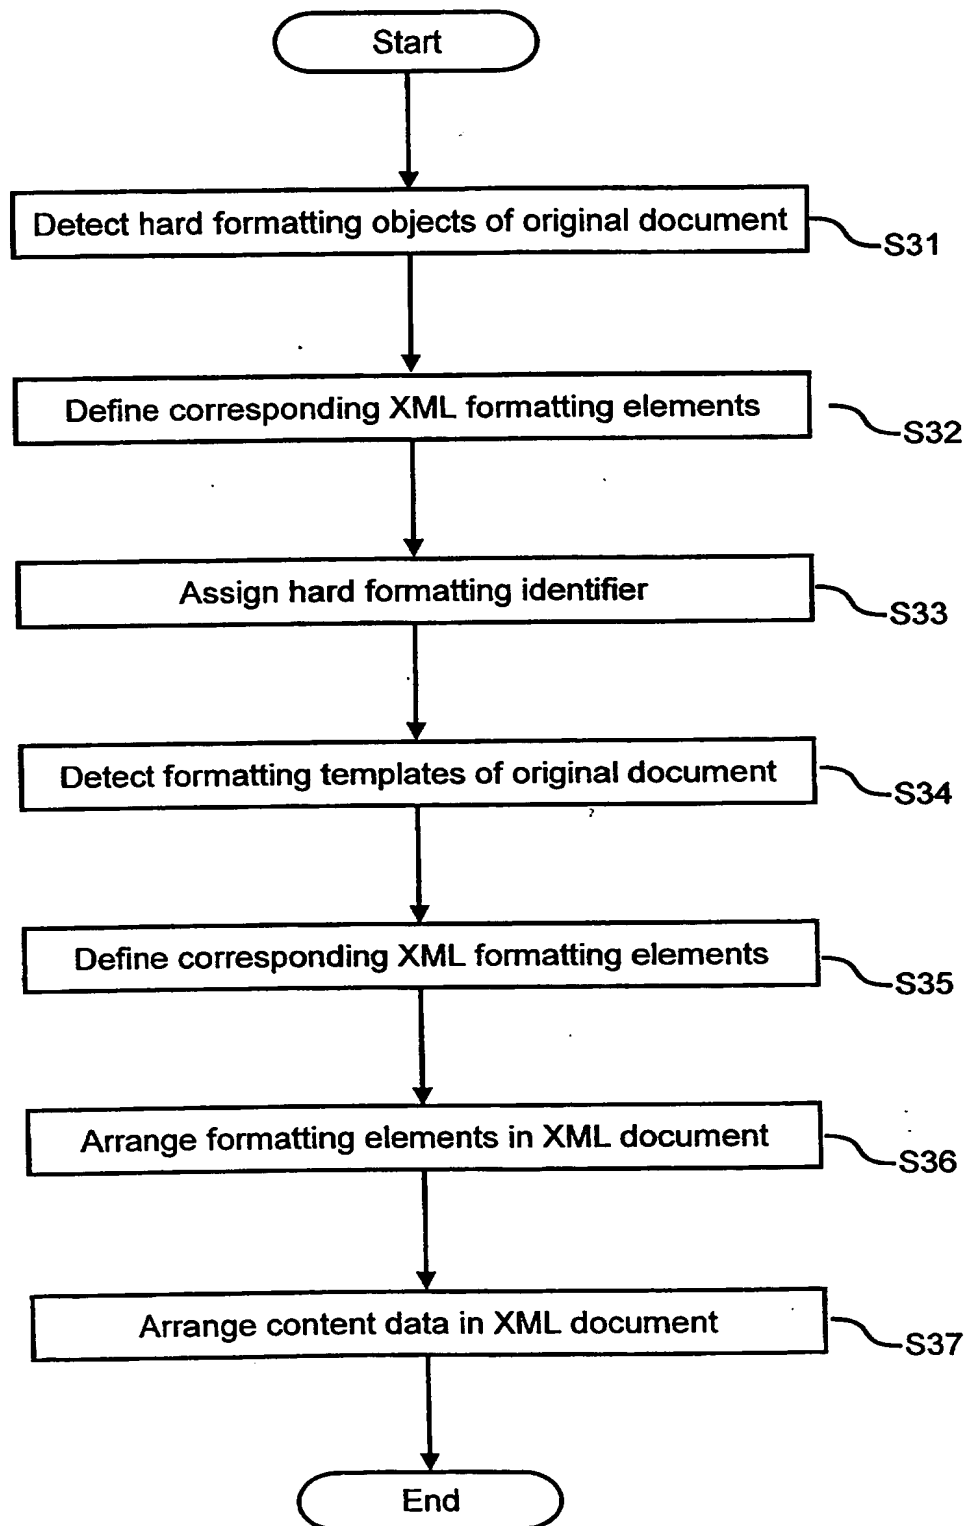 Start
Detect hard formatting objects of original document
S31
Define corresponding XML formatting elements
S32
Assign hard formatting identifier
S33
Detect formatting templates of original document
S34
Define corresponding XML formatting elements
S35
Arrange formatting elements in XML document
S36
Arrange content data in XML document
S37
End